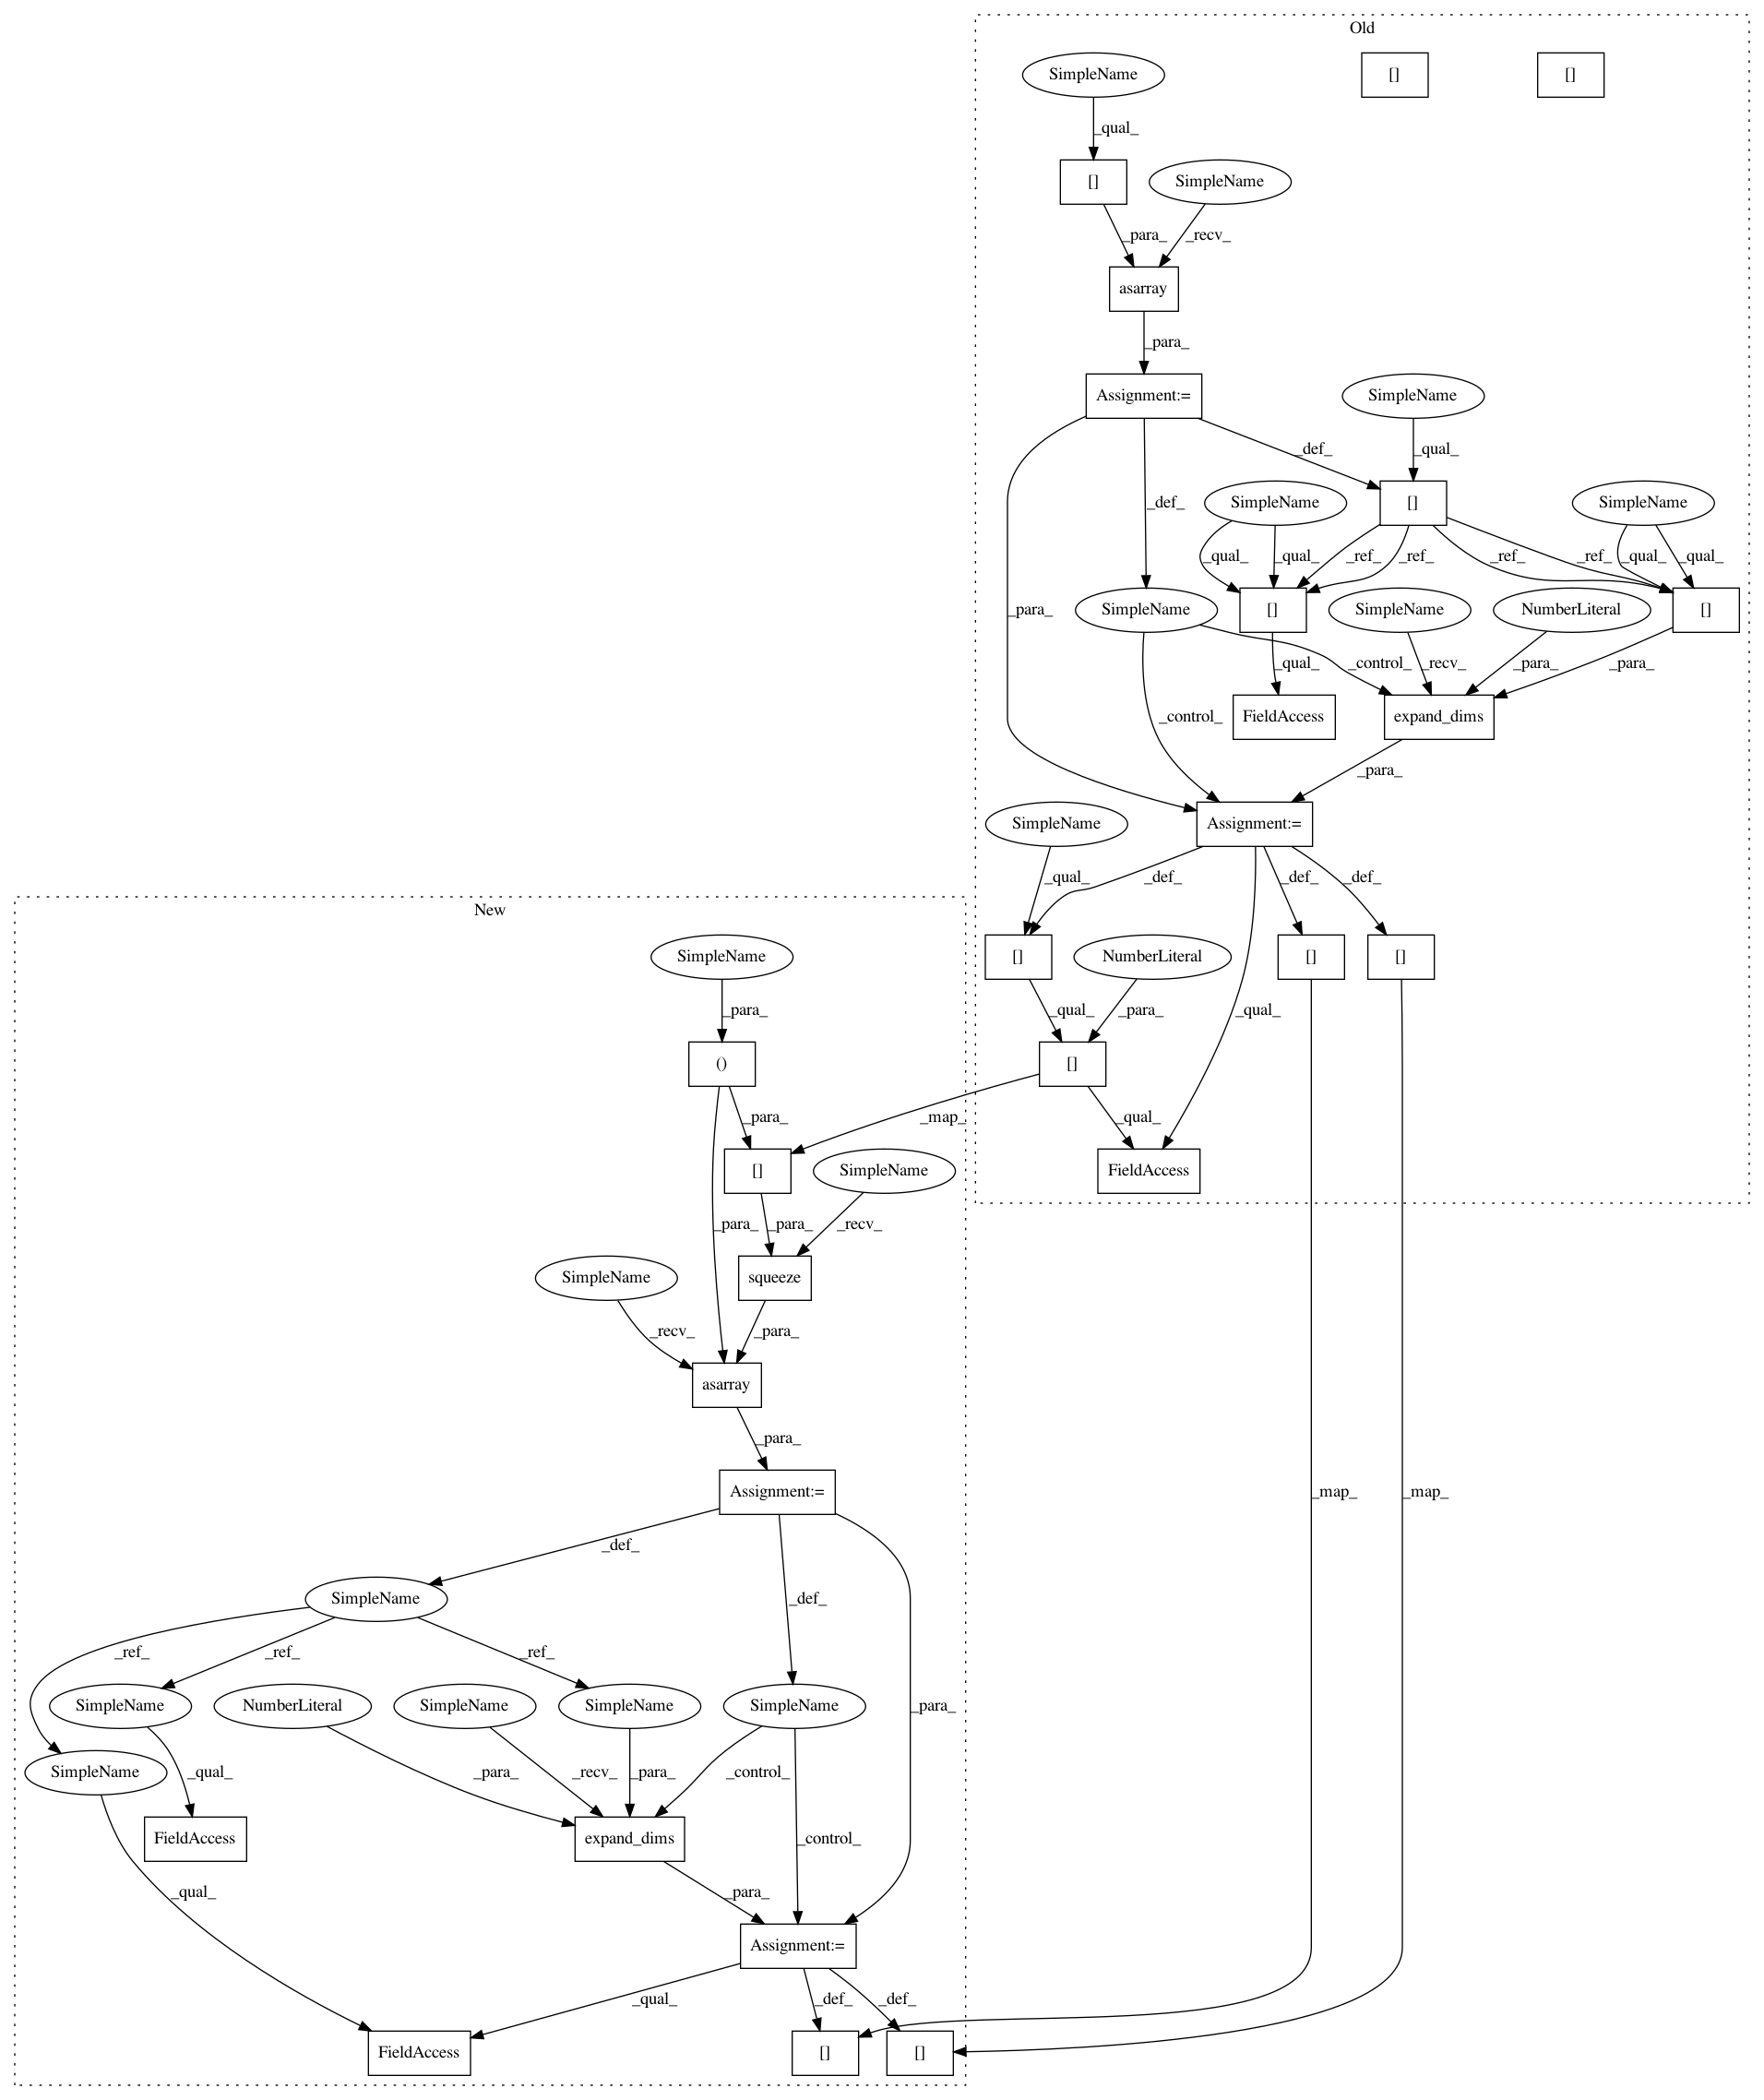 Old
SimpleName
[]
[]
_qual_
[]
SimpleName
_para_
_recv_
asarray
_para_
Assignment:=
SimpleName
_def_
_qual_
SimpleName
[]
SimpleName
_def_
_qual_
_qual_
_ref_
_ref_
_ref_
_ref_
_qual_
_qual_
_para_
SimpleName
[]
SimpleName
NumberLiteral
[]
_control_
_qual_
_recv_
_para_
_para_
_control_
FieldAccess
expand_dims
_para_
SimpleName
Assignment:=
_qual_
_def_
_def_
_def_
New
SimpleName
[]
NumberLiteral
[]
[]
_para_
_qual_
_para_
_qual_
()
[]
_para_
_map_
_qual_
[]
SimpleName
FieldAccess
_para_
_para_
_recv_
SimpleName
squeeze
_recv_
_para_
asarray
_para_
Assignment:=
_map_
_map_
_def_
SimpleName
_def_
_ref_
_ref_
_ref_
SimpleName
NumberLiteral
SimpleName
SimpleName
SimpleName
_para_
SimpleName
_qual_
_para_
_recv_
_para_
_control_
FieldAccess
expand_dims
_control_
_qual_
_para_
Assignment:=
_qual_
_def_
_def_
FieldAccess
[]
[]